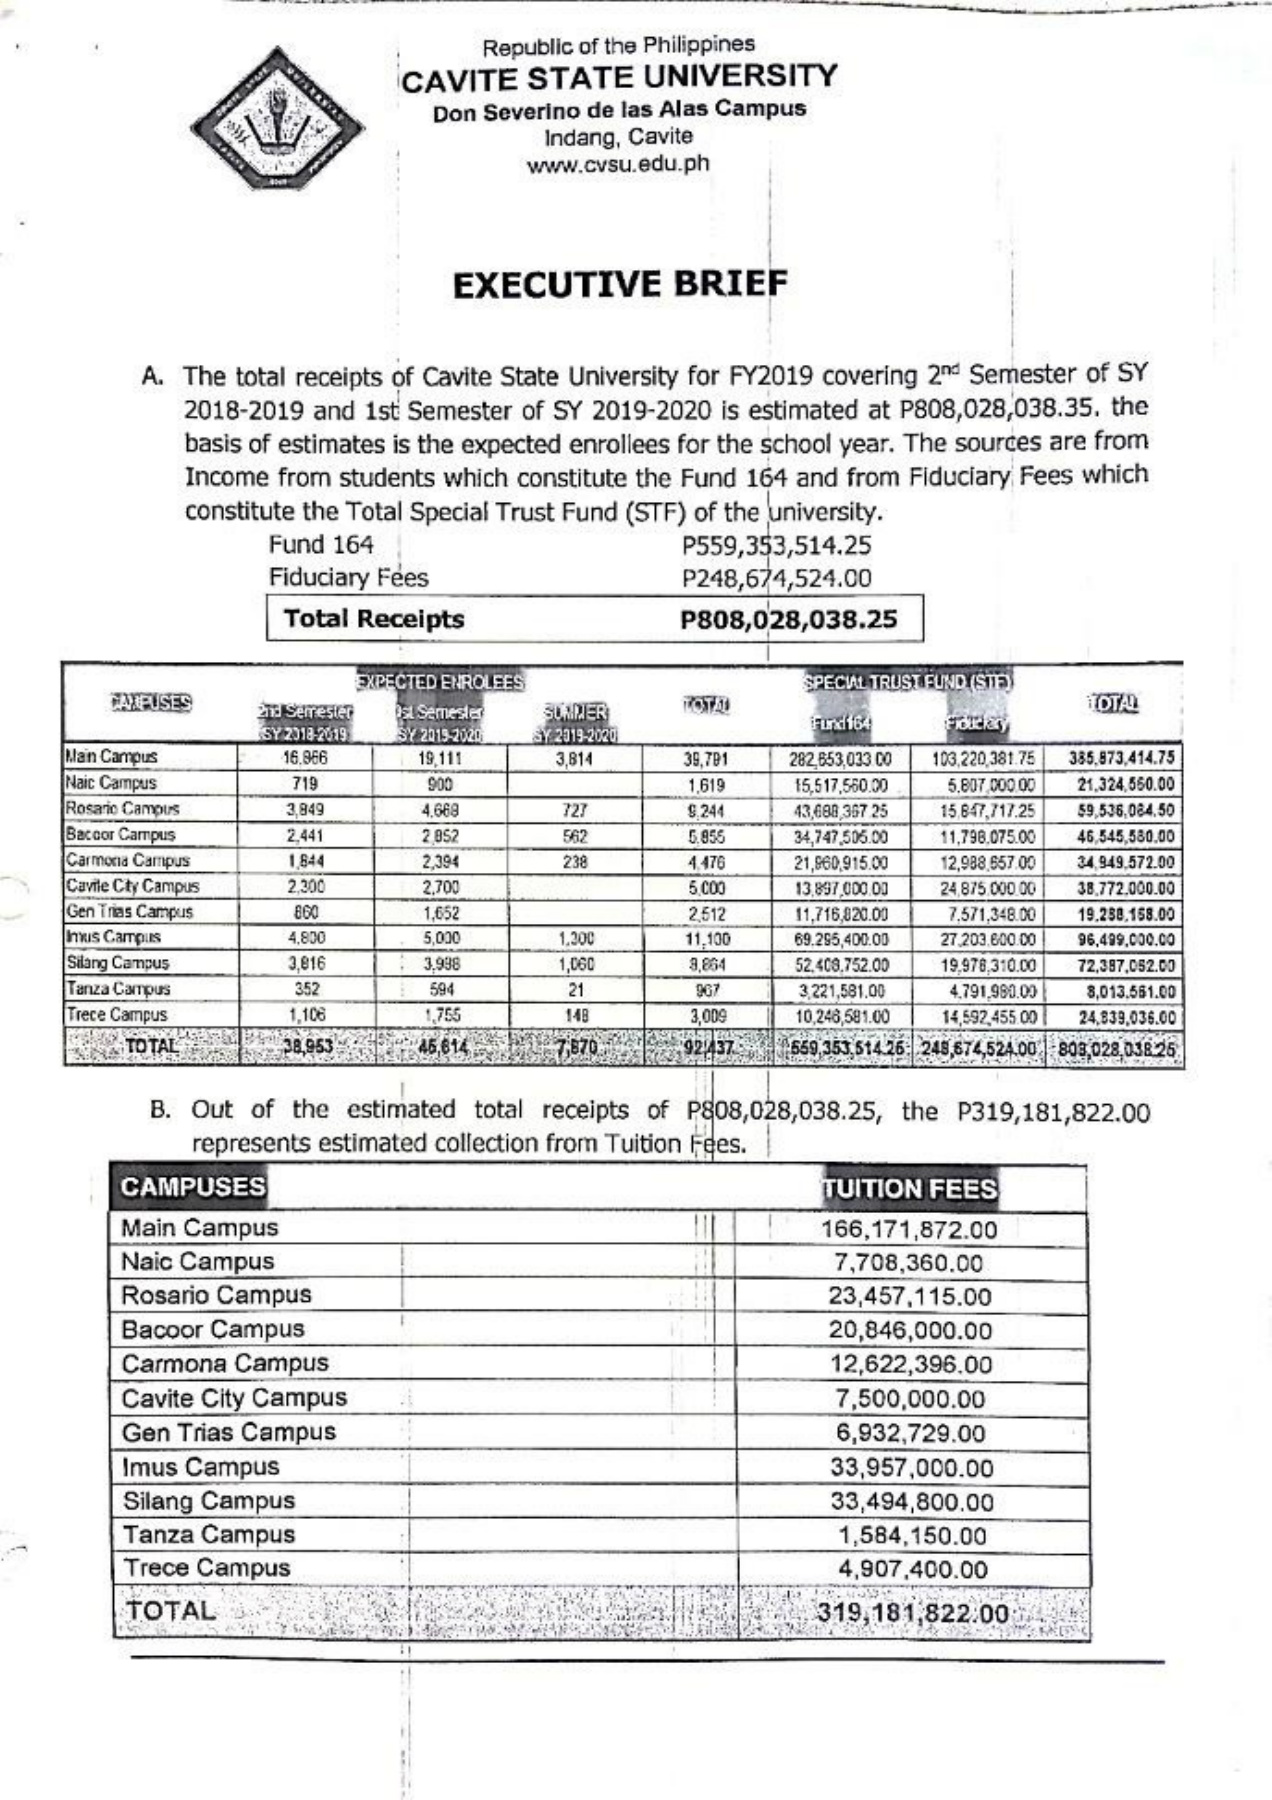 Republic of the Philippines
CAVITE STATE UNIVERSITY
Don Severino de las Alas Campus
Indang, Cavite
www.cvsu.edu.ph
EXECUTIVE BRIEF
A. The total receipts of Cavite State University for FY2019 covering 2nd Semester of SY
2018-2019 and 1st Semester of SY 2019-2020 is estimated at P808,028,038.35. the
basis of estimates is the expected enrollees for the school year. The sources are from
Income from students which constitute the Fund 164 and from Fiduciary Fees which
constitute the Total Special Trust Fund (STF) of the university.
Fund 164 P559,353,514.25
Fiduciary Fees P248,674,524.00
Total Receipts P808,028,038.25
EXPECTED ENROLEES SPECIAL TRUST FUND (STF)
CAMPUSES TOTAL TOTAL
2nd Semester 1st Semester SUMMER Fund164 Fiduciary
SY 2018-2019 SY 2019-2020 SY 2019-2020
Main Campus 16,866 19,111 3,814 39,791 282,653,033.00 103,220,381.75 385,873,414.75
Naic Campus 719 900 1,619 15,517,560.00 5,807,000.00 21,324,560.00
Rosario Campus 3,849 4,668 727 9,244 43,688,367.25 15,847,717.25 59,536,084.50
Bacoor Campus 2,441 2,852 562 5,855 34,747,505.00 11,798,075.00 46,545,580.00
Carmona Campus 1,844 2,394 238 4,476 21,960,915.00 12,988,657.00 34,949,572.00
Cavite City Campus 2,300 2,700 5,000 13,897,000.00 24,875,000.00 38,772,000.00
Gen Trias Campus 860 1,652 2,512 11,716,820.00 7,571,348.00 19,288,168.00
Imus Campus 4,800 5,000 1,300 11,100 69,295,400.00 27,203,600.00 96,499,000.00
Silang Campus 3,816 3,988 1,060 8,864 52,408,752.00 19,978,310.00 72,387,062.00
Tanza Campus 352 594 21 967 3,221,581.00 4,791,980.00 8,013,561.00
Trece Campus 1,106 1,755 148 3,009 10,246,581.00 14,592,455.00 24,839,036.00
TOTAL 38,953 45,614 7,870 92,437 559,353,514.25 248,674,524.00 808,028,038.25
B. Out of the estimated total receipts of P808,028,038.25, the P319,181,822.00
represents estimated collection from Tuition Fees.
CAMPUSES TUITION FEES
Main Campus 166,171,872.00
Naic Campus 7,708,360.00
Rosario Campus 23,457,115.00
Bacoor Campus 20,846,000.00
Carmona Campus 12,622,396.00
Cavite City Campus 7,500,000.00
Gen Trias Campus 6,932,729.00
Imus Campus 33,957,000.00
Silang Campus 33,494,800.00
Tanza Campus 1,584,150.00
Trece Campus 4,907,400.00
TOTAL 319,181,822.00